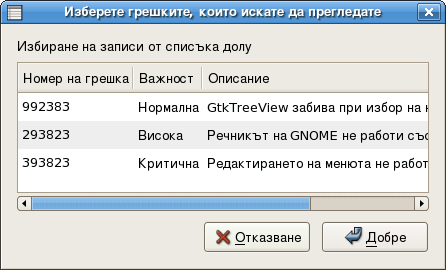 Изберете грешките, които искате да прегледате
Избиране на записи от списъка долу
Номер на грешка Важност Описание
992383 Нормална GtkTreeView забива при избор на
293823 Висока Речникът на GNOME не работи
393823 Критична Редактирането на менюта не
Отказване Добре